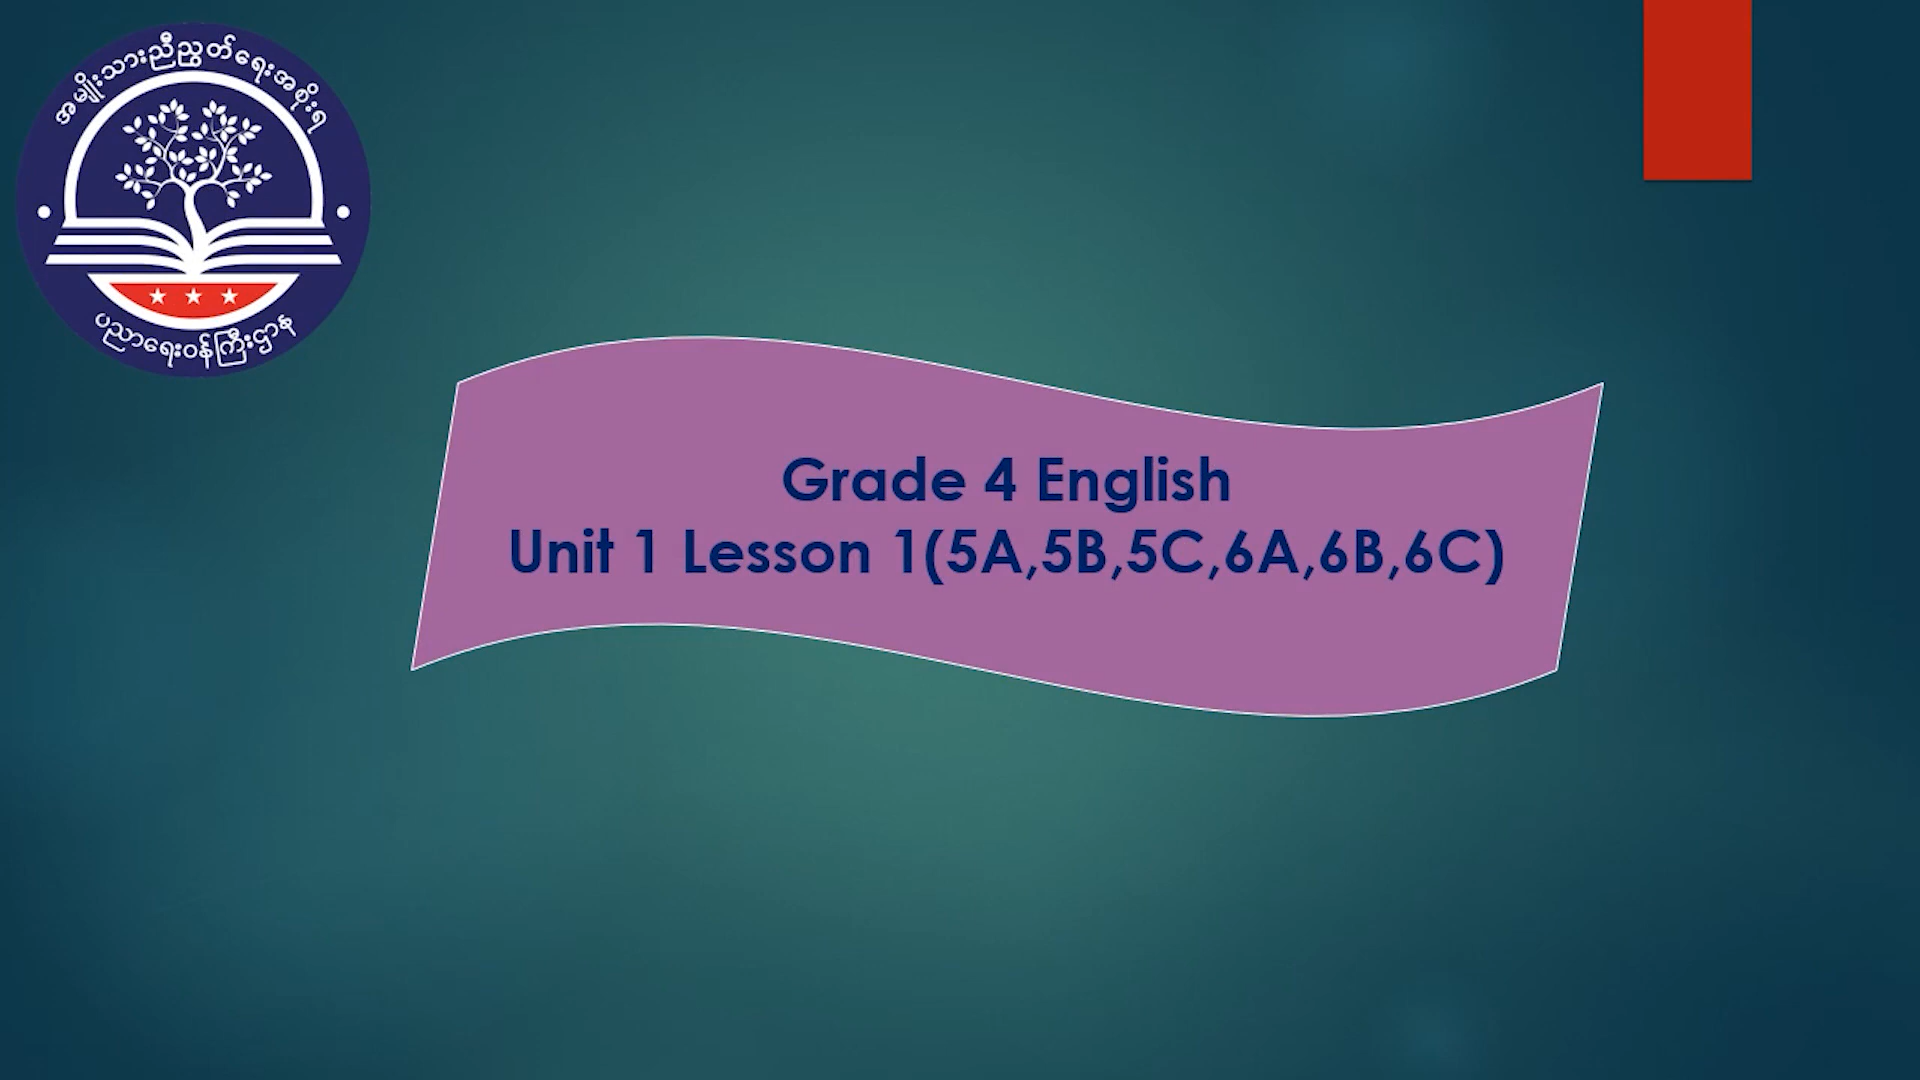 အမျိုးသားညီညွတ်ရေးအစိုးရ
ပညာရေးဝန်ကြီးဌာန
Grade 4 English
Unit 1 Lesson 1(5A,5B,5C,6A,6B,6C)